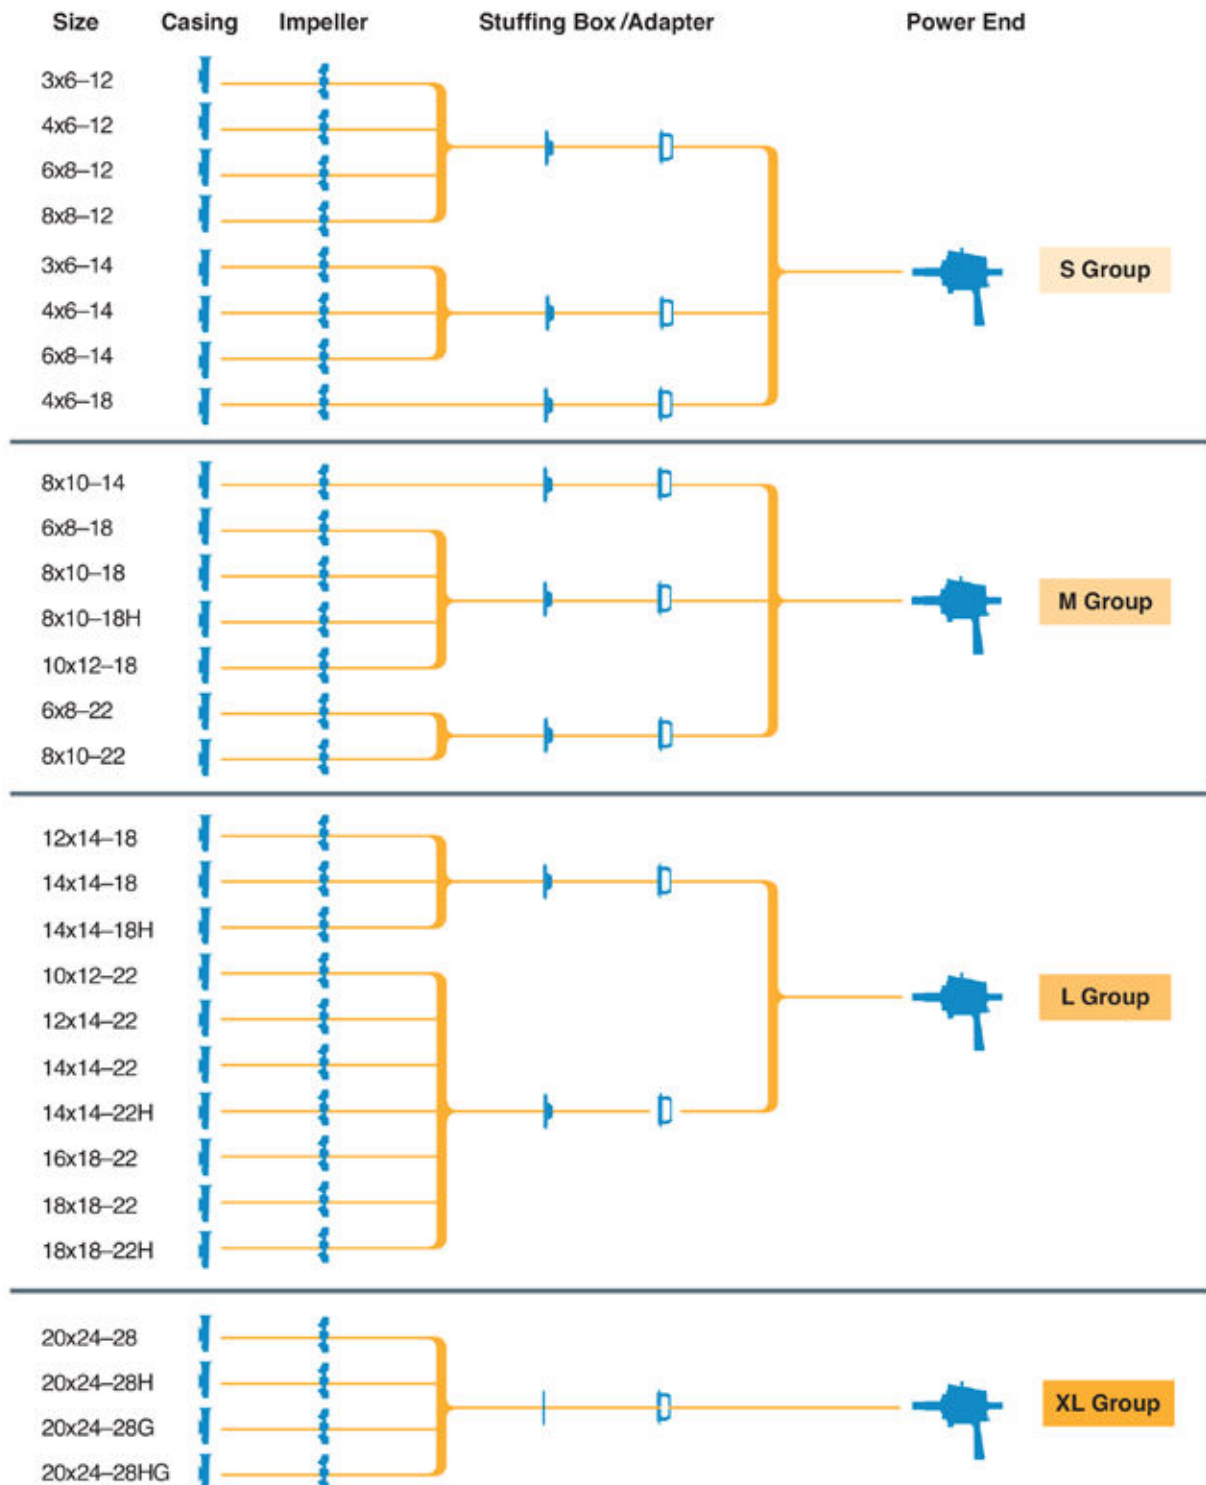 Size Casing Impeller Stuffing Box /Adapter Power End
3x6–12
4x6–12
6x8–12
8x8–12
3x6–14
S Group
4x6–14
6x8–14
4x6–18
8x10–14
6x8–18
8x10–18
M Group
8x10–18H
10x12–18
6x8–22
8x10–22
12x14–18
14x14–18
14x14–18H
10x12–22
L Group
12x14–22
14x14–22
14x14–22H
16x18–22
18x18–22
18x18–22H
20x24–28
20x24–28H
XL Group
20x24–28G
20x24–28HG